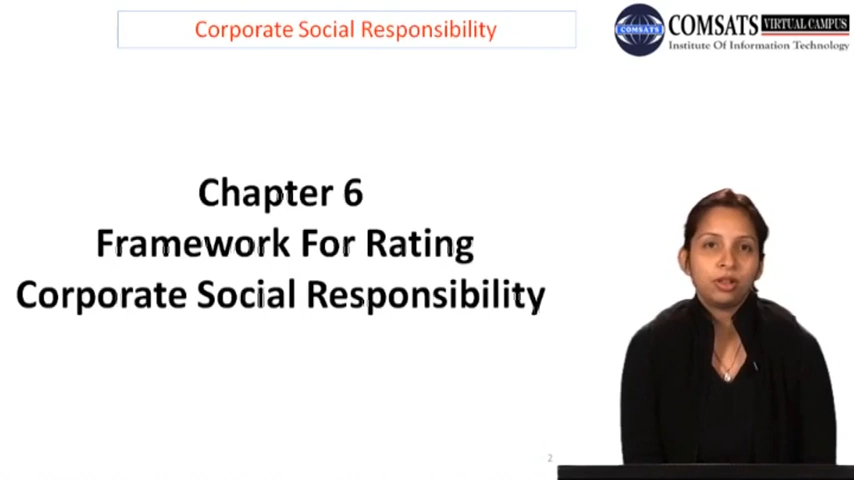 Corporate Social Responsibility
COMSATS VIRTUAL CAMPUS
Institute Of Information Technology
COMSATS
Chapter 6
Framework For Rating
Corporate Social Responsibility
2